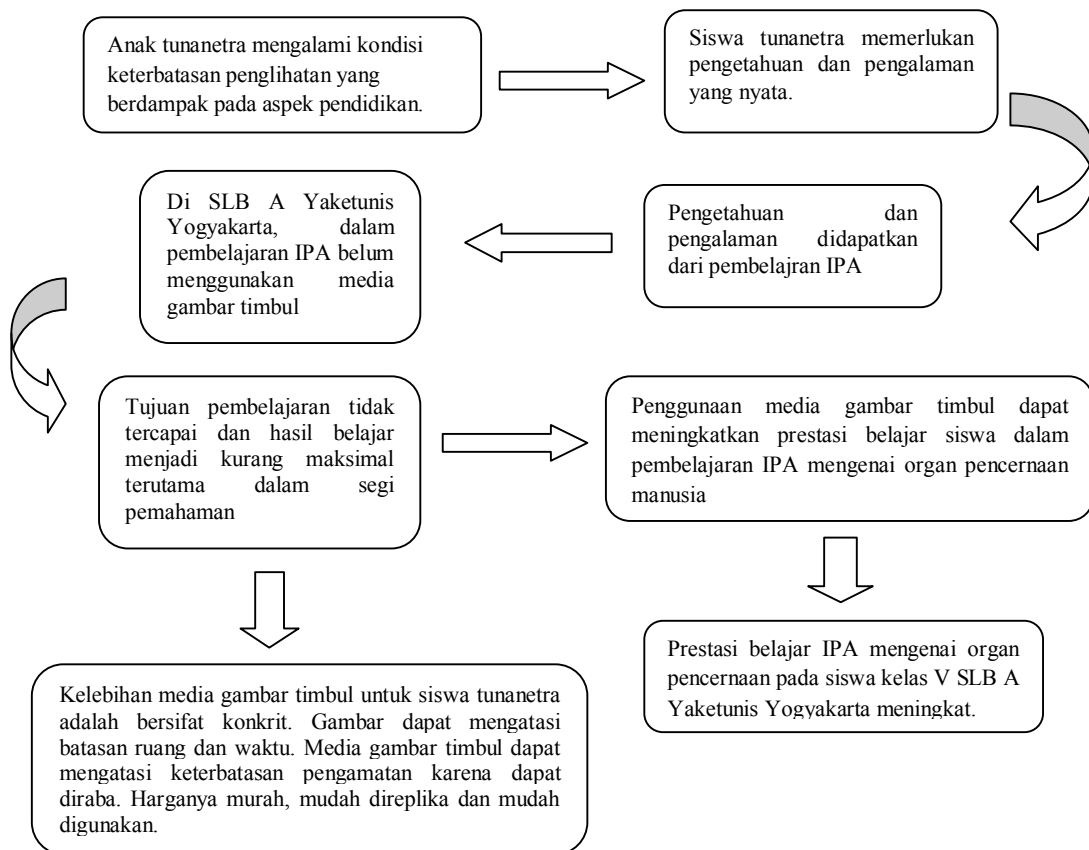 Anak tunanetra mengalami kondisi
keterbatasan penglihatan yang
berdampak pada aspek pendidikan.
Siswa tunanetra memerlukan
pengetahuan dan pengalaman
yang nyata.
Pengetahuan dan
pengalaman didapatkan
dari pembelajran IPA
Di SLB A Yaketunis
Yogyakarta, dalam
pembelajaran IPA belum
menggunakan media
gambar timbul
Tujuan pembelajaran tidak
tercapai dan hasil belajar
menjadi kurang maksimal
terutama dalam segi
pemahaman
Penggunaan media gambar timbul dapat
meningkatkan prestasi belajar siswa dalam
pembelajaran IPA mengenai organ pencernaan
manusia
Kelebihan media gambar timbul untuk siswa tunanetra
adalah bersifat konkrit. Gambar dapat mengatasi
batasan ruang dan waktu. Media gambar timbul dapat
mengatasi keterbatasan pengamatan karena dapat
diraba. Harganya murah, mudah direplika dan mudah
digunakan.
Prestasi belajar IPA mengenai organ
pencernaan pada siswa kelas V SLB A
Yaketunis Yogyakarta meningkat.